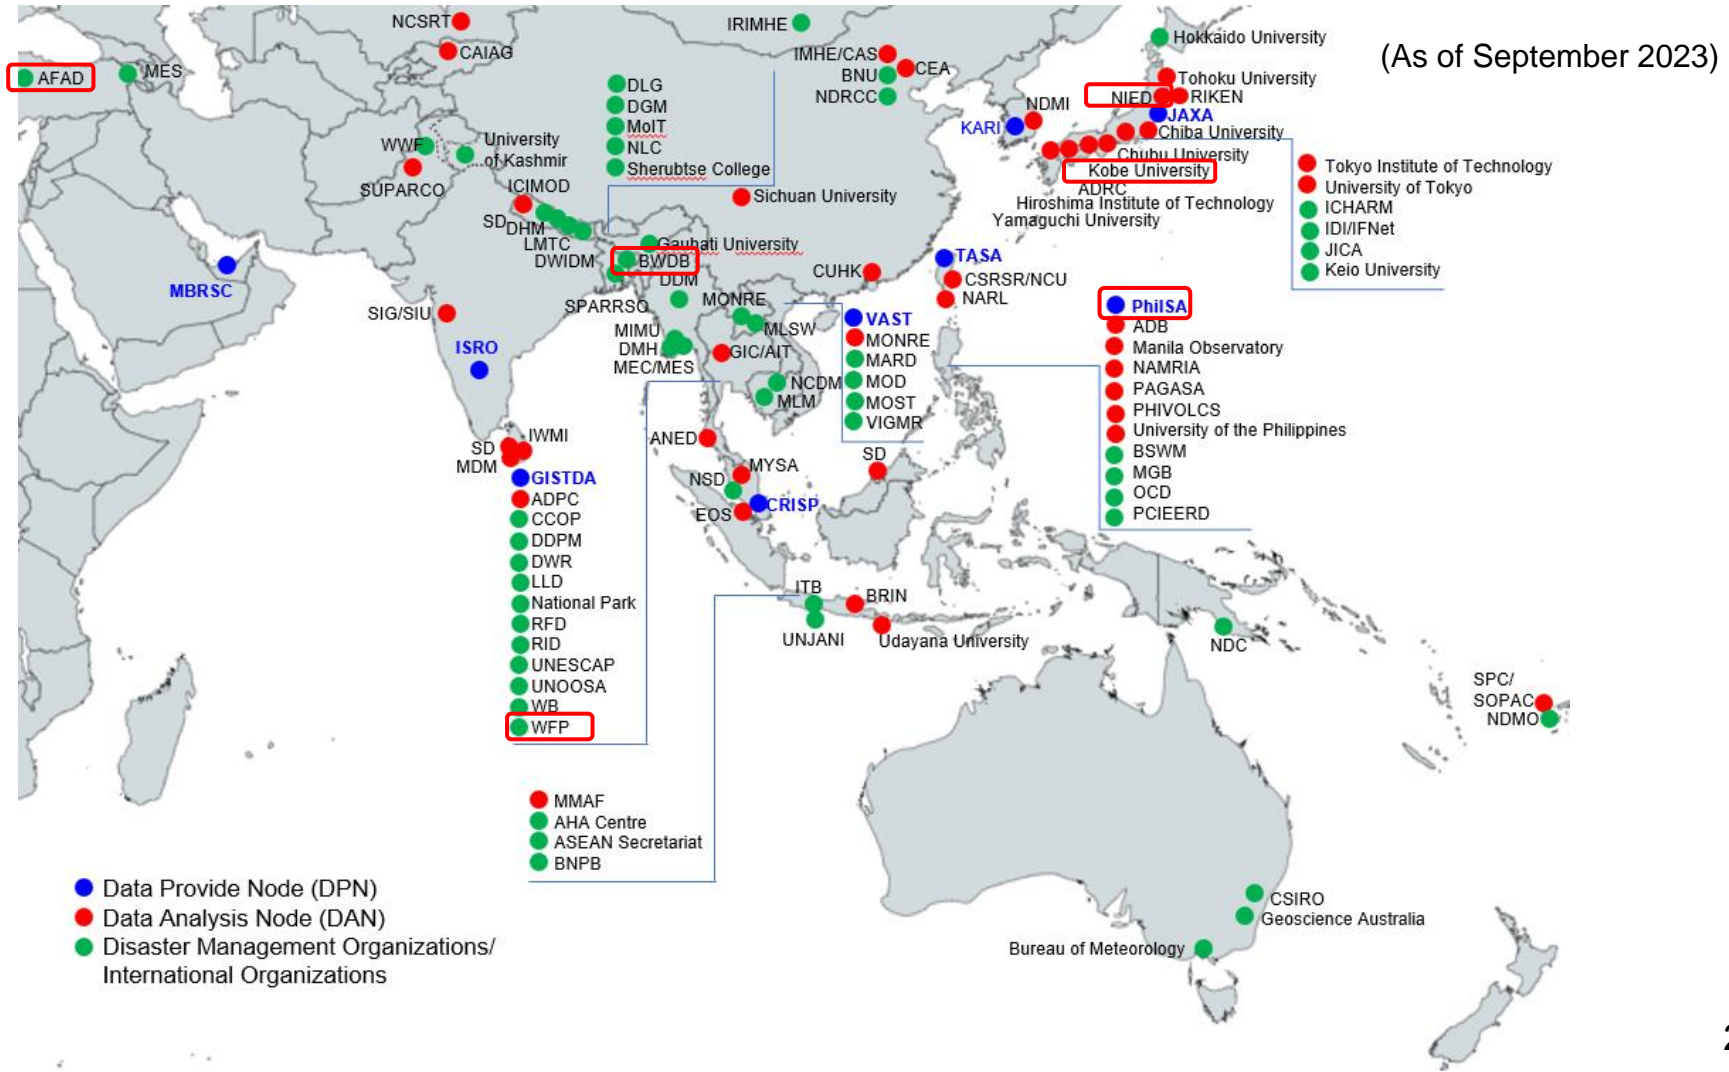 (As of September 2023)
NCSRT
CAIAG
IRIMHE
IMHE/CAS
CEA
BNU
NDRCC
Hokkaido University
Tohoku University
NIED
RIKEN
JAXA
Chiba University
Chubu University
Kobe University
ADRC
Hiroshima Institute of Technology
Yamaguchi University
NDMI
KARI
AFAD
MES
WWF
University
of Kashmir
SUPARCO
DLG
DGM
MoIT
NLC
Sherubtse College
ICIMOD
SD
DHM
LMTC
DWIDM
Sichuan University
Gauhati University
BWDB
DDM
SPARRSO
Tokyo Institute of Technology
University of Tokyo
ICHARM
IDI/IFNet
JICA
Keio University
MBRSC
SIG/SIU
ISRO
CUHK
TASA
CSRSR/NCU
NARL
MONRE
MLSW
MIMU
DMH
MEC/MES
GIC/AIT
NCDM
MLM
VAST
MONRE
MARD
MOD
MOST
VIGMR
PhilSA
ADB
Manila Observatory
NAMRIA
PAGASA
PHIVOLCS
University of the Philippines
BSWM
MGB
OCD
PCIEERD
IWMI
SD
MDM
ANED
MYSA
NSD
EOS
CRISP
SD
GISTDA
ADPC
CCOP
DDPM
DWR
LLD
National Park
RFD
RID
UNESCAP
UNOOSA
WB
WFP
ITB
BRIN
UNJANI
Udayana University
NDC
SPC/
SOPAC
NDMO
MMAF
AHA Centre
ASEAN Secretariat
BNPB
CSIRO
Geoscience Australia
Bureau of Meteorology
Data Provide Node (DPN)
Data Analysis Node (DAN)
Disaster Management Organizations/
International Organizations